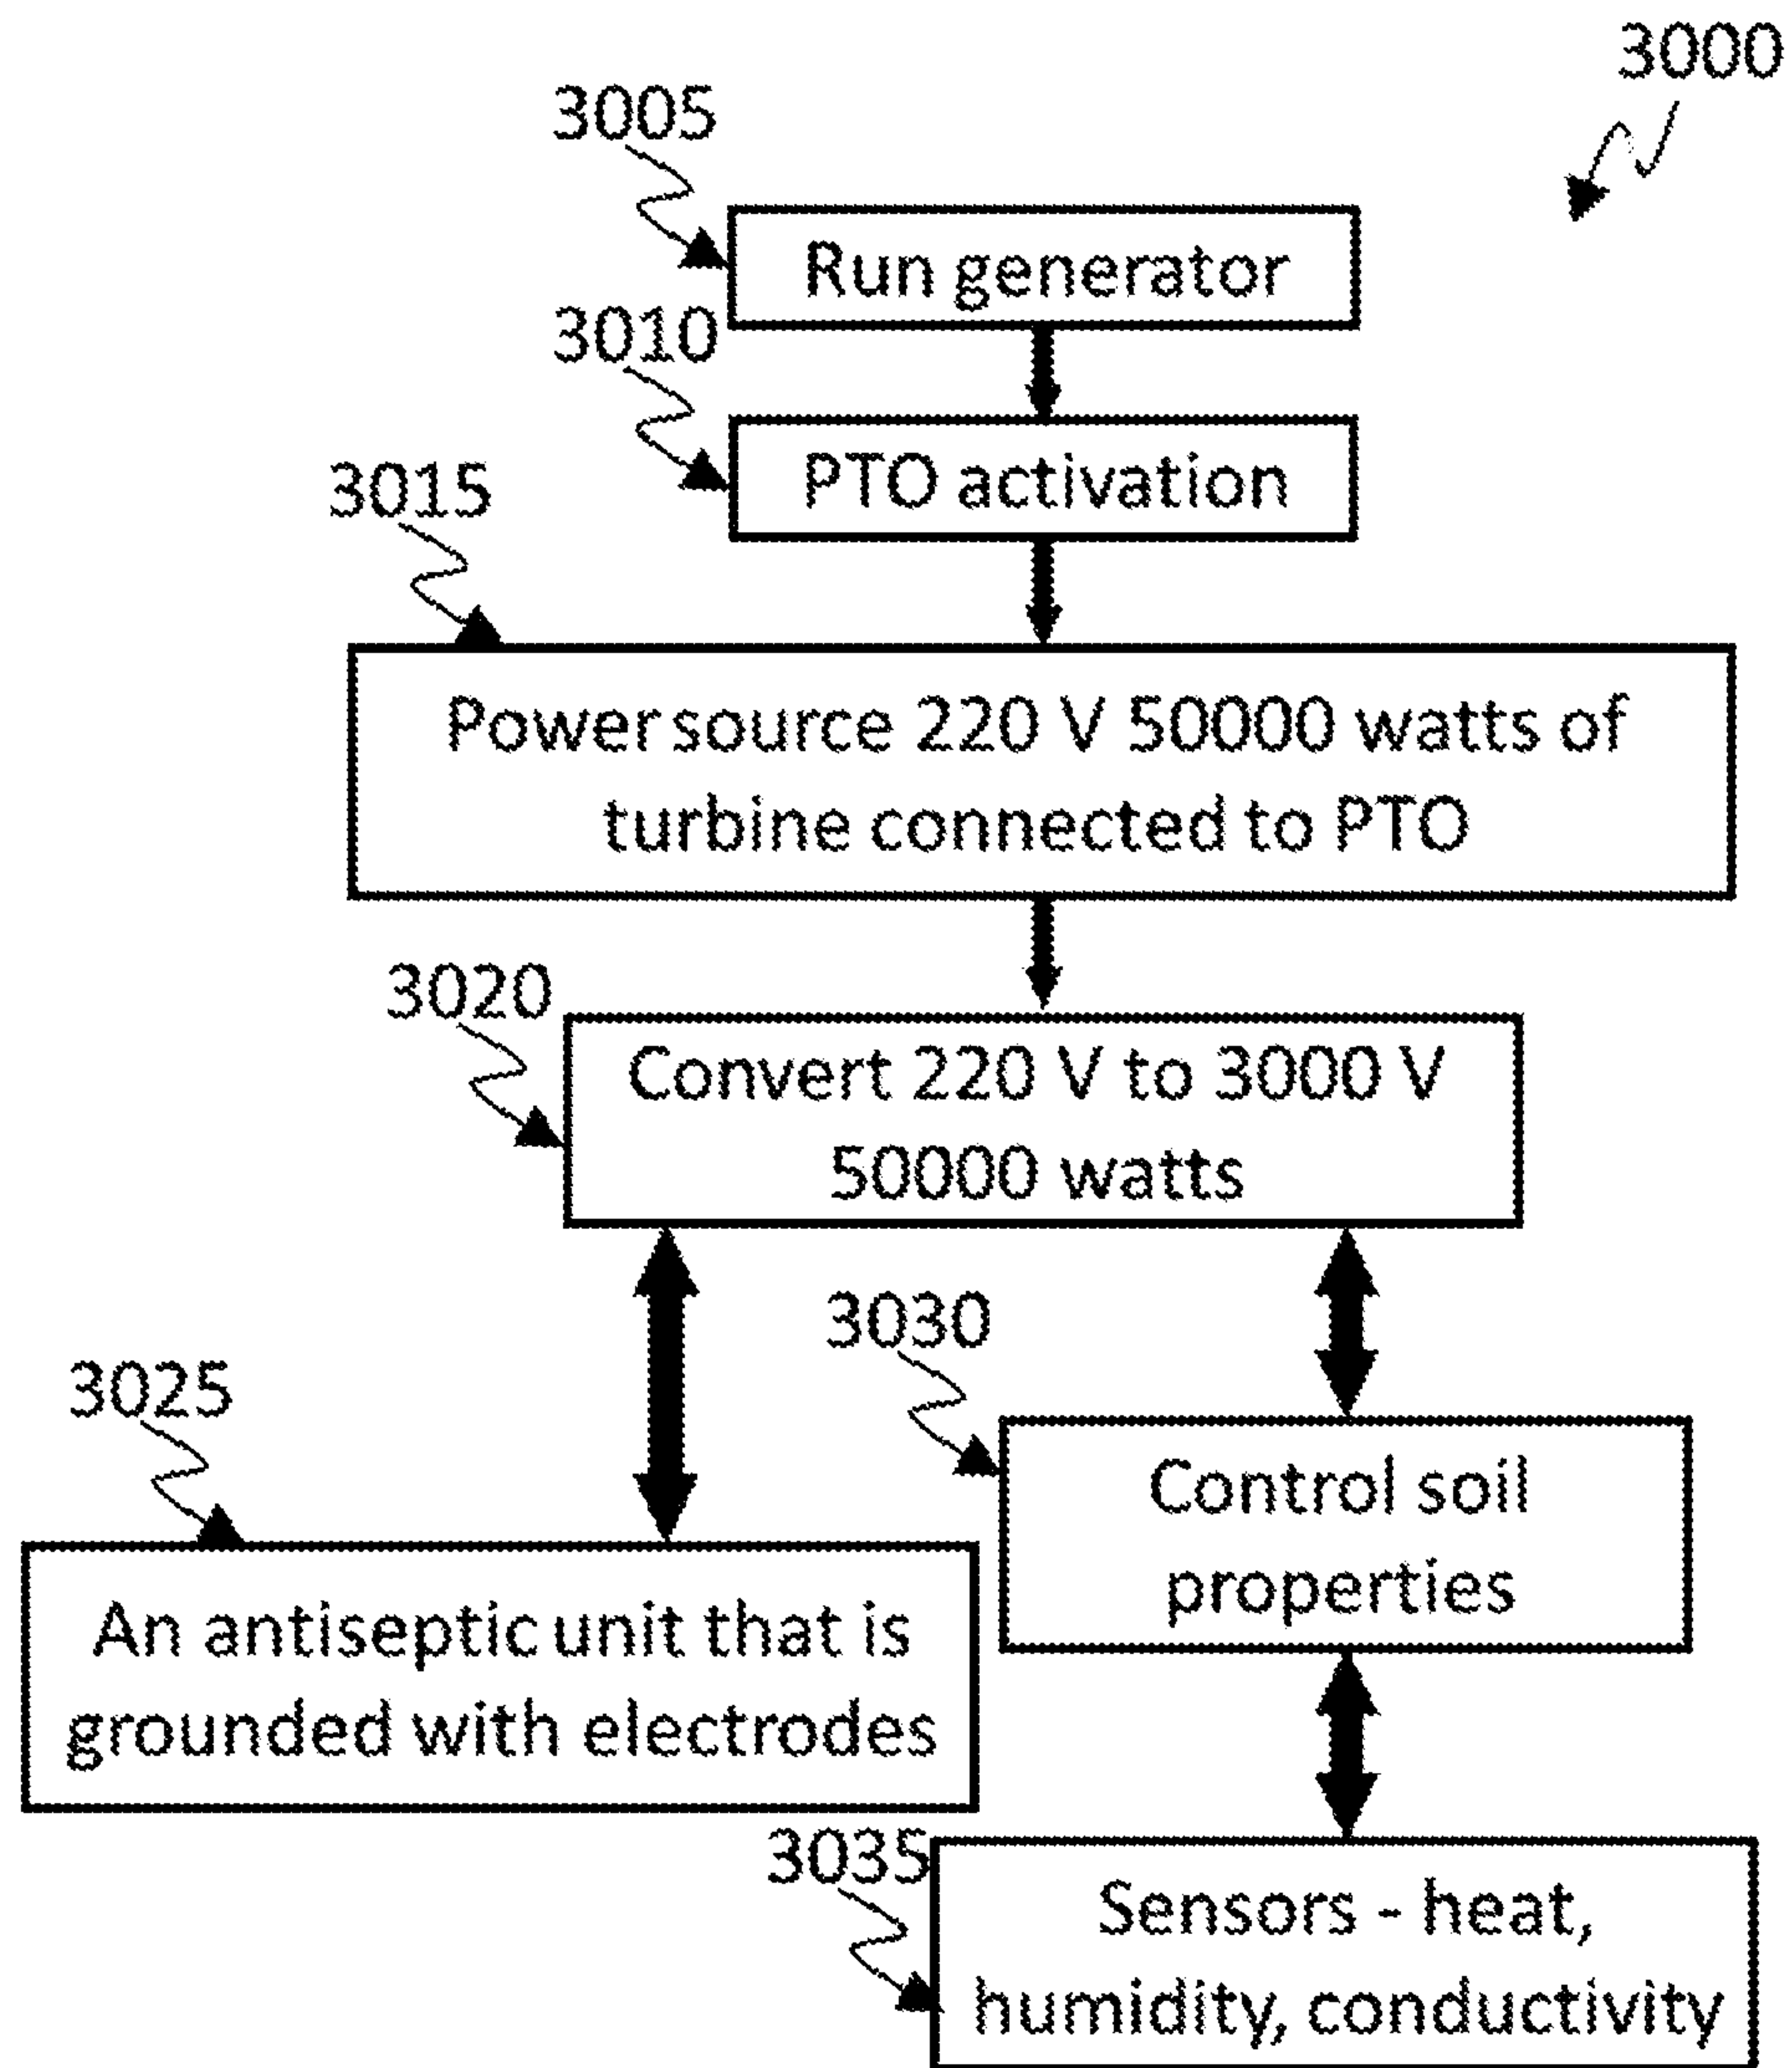 3000
3005
Run generator
3010
PTO activation
3015
Power source 220 V 50000 watts of
turbine connected to PTO
3020
Convert 220 V to 3000 V
50000 watts
3030
Control soil
properties
3025
An antiseptic unit that is
grounded with electrodes
3035
Sensors - heat,
humidity, conductivity